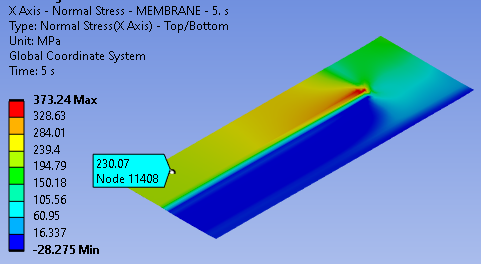 X Axis - Normal Stress - MEMBRANE - 5. s
Type: Normal Stress(X Axis) - Top/Bottom
Unit: MPa
Global Coordinate System
Time: 5 s
373.24 Max
328.63
284.01
239.4
194.79
150.18
105.56
60.95
16.337
-28.275 Min
230.07
Node 11408